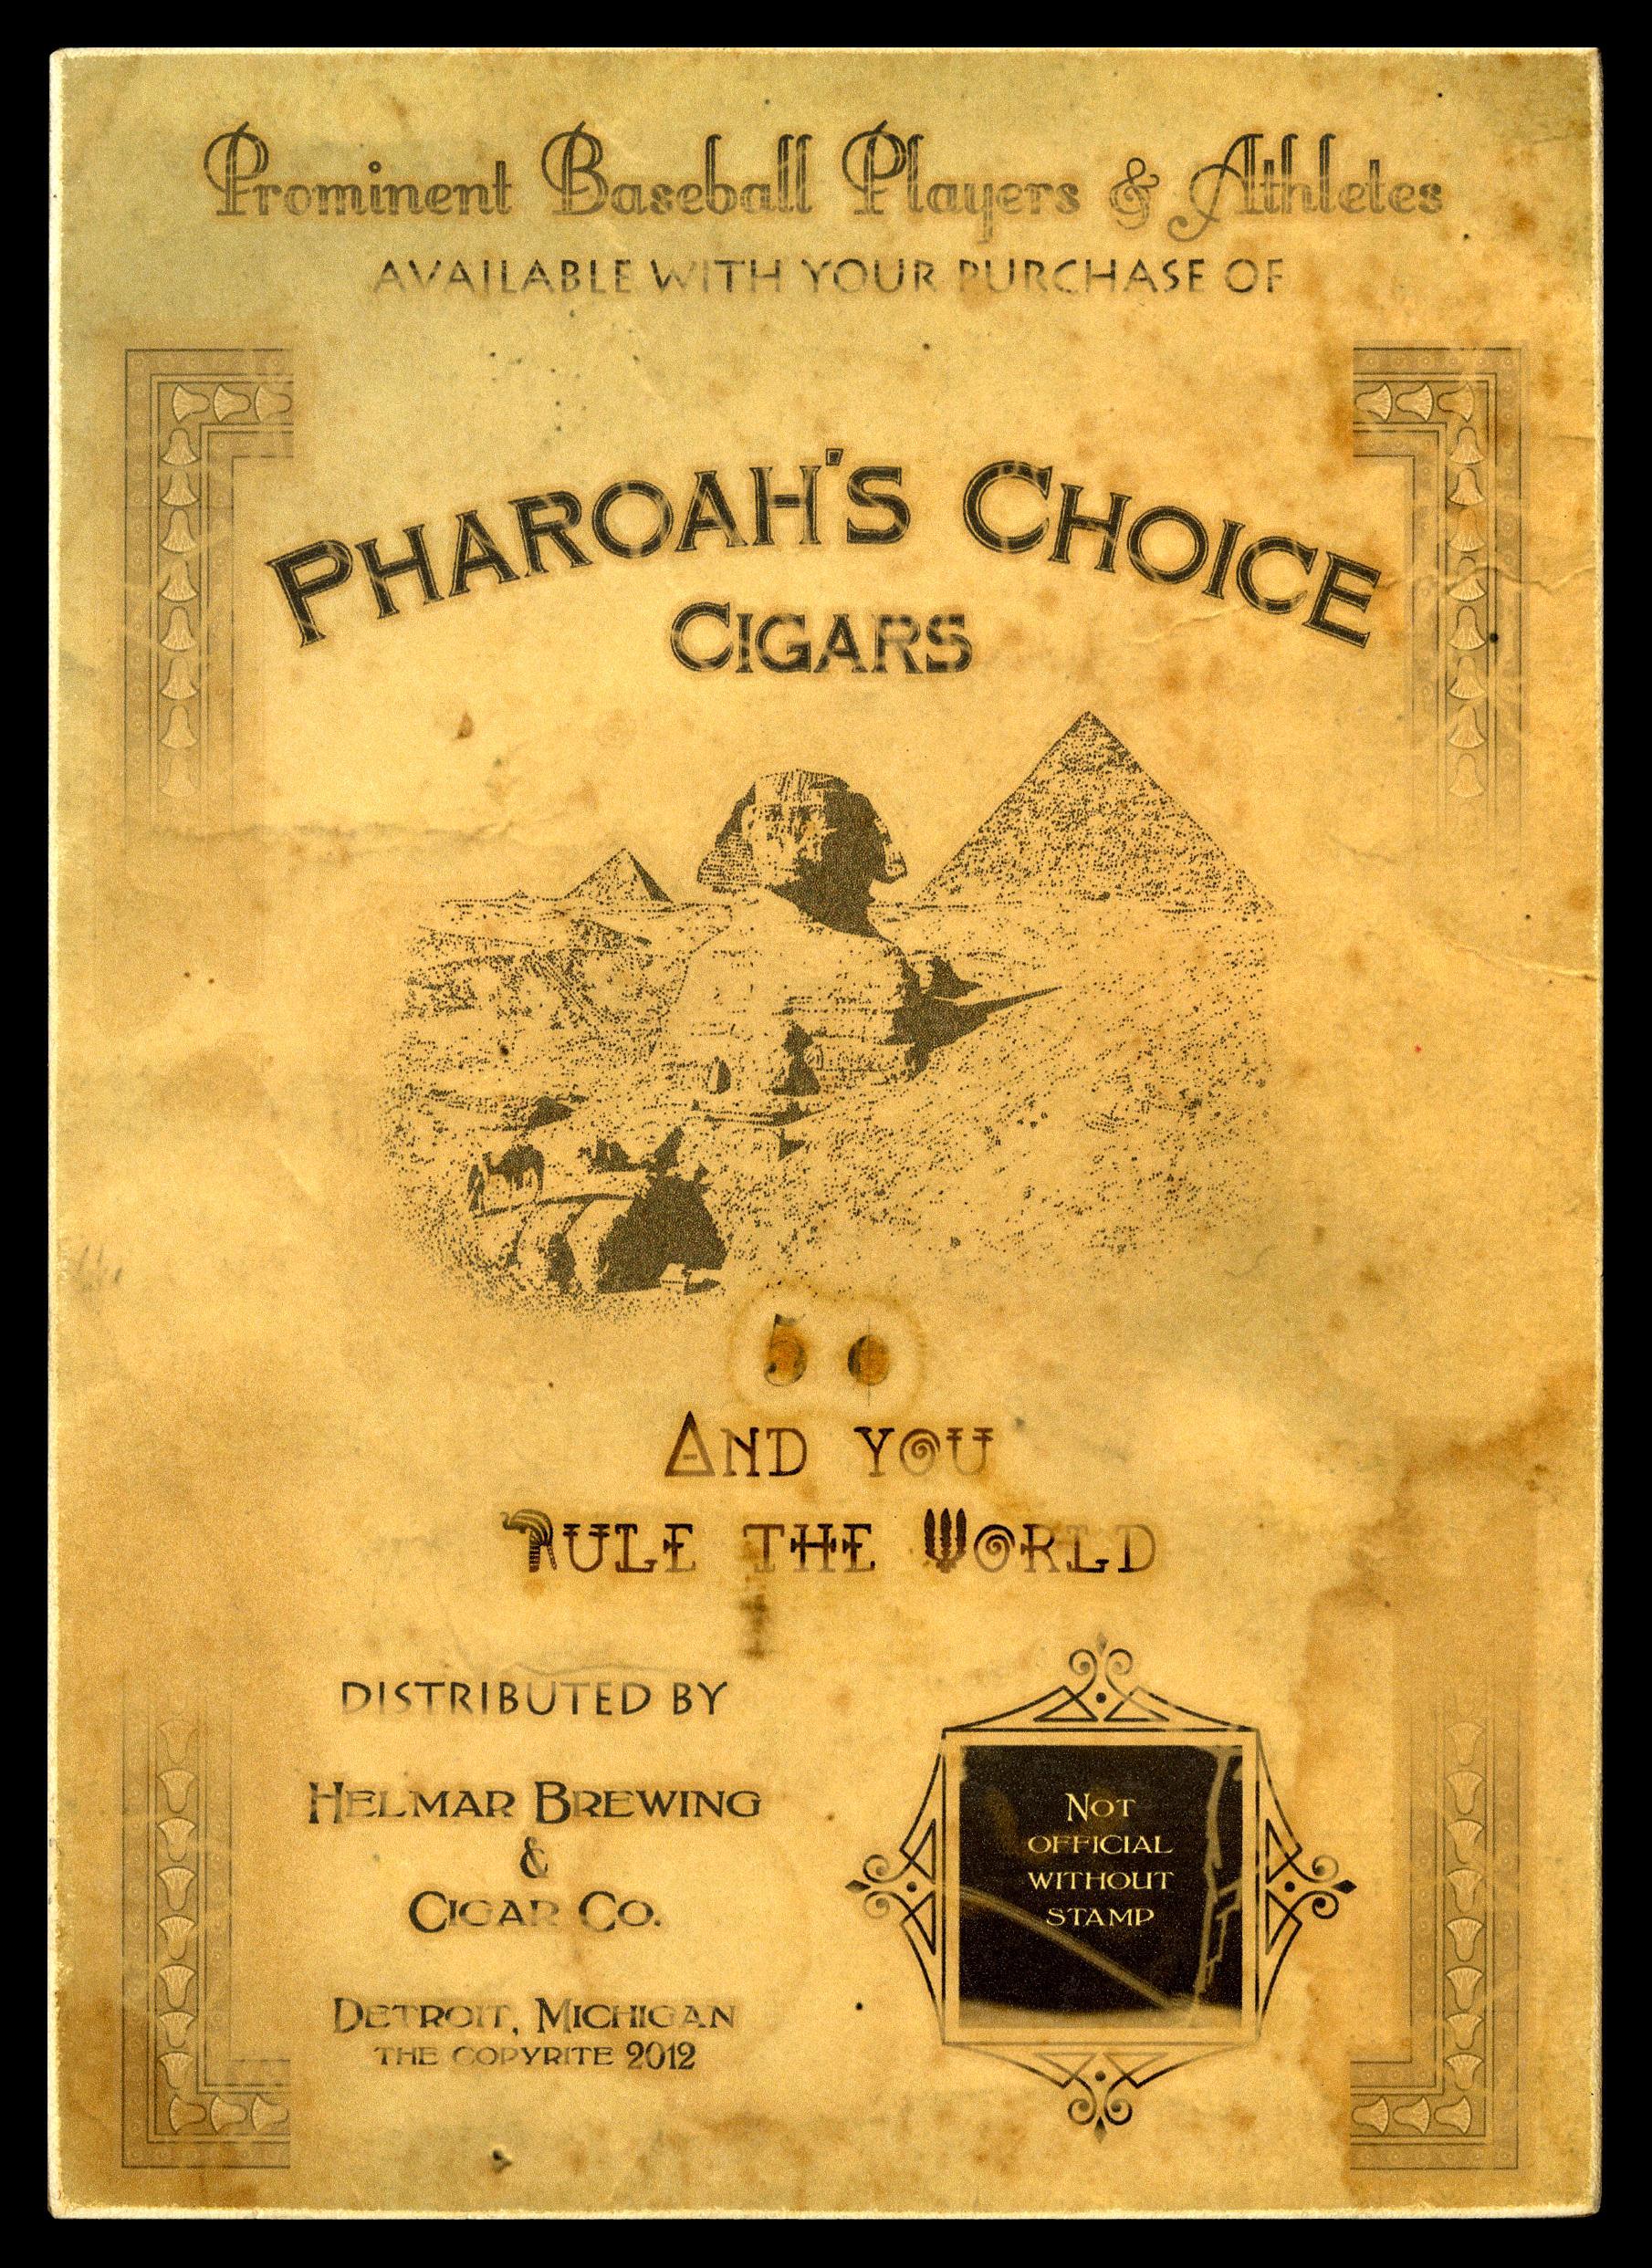 Prominent Baseball Players & Athletes
AVAILABLE WITH YOUR PURCHASE OF
PHAROAH'S CHOICE
CIGARS
5 ¢
AND YOU
RULE THE WORLD
DISTRIBUTED BY
HELMAR BREWING
&
CIGAR CO.
DETROIT, MICHIGAN
THE COPYRITE 2012
NOT
OFFICIAL
WITHOUT
STAMP